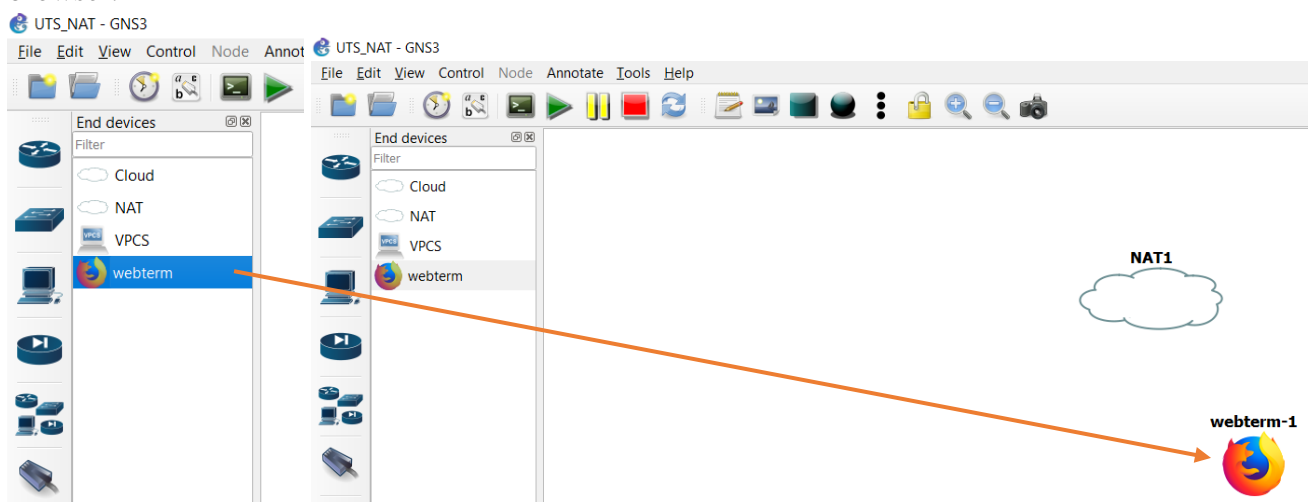 UTS_NAT - GNS3
File Edit View Control Node Annot
End devices
Filter
Cloud
NAT
VPCS
webterm
UTS_NAT - GNS3
File Edit View Control Node Annotate Tools Help
End devices
Filter
Cloud
NAT
VPCS
webterm
NAT1
webterm-1